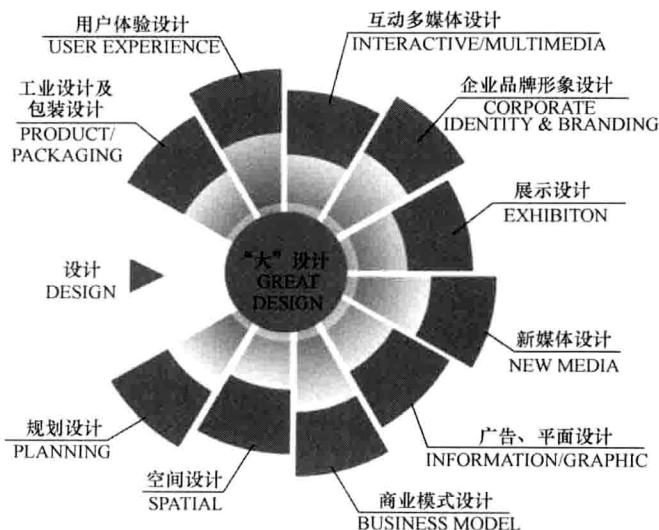 用户体验设计
USER EXPERIENCE
互动多媒体设计
INTERACTIVE/MULTIMEDIA
工业设计及
包装设计
PRODUCT/
PACKAGING
企业品牌形象设计
CORPORATE
IDENTITY & BRANDING
展示设计
EXHIBITON
设计
DESIGN
“大”设计
GREAT
DESIGN
新媒体设计
NEW MEDIA
规划设计
PLANNING
广告、平面设计
INFORMATION/GRAPHIC
空间设计
SPATIAL
商业模式设计
BUSINESS MODEL